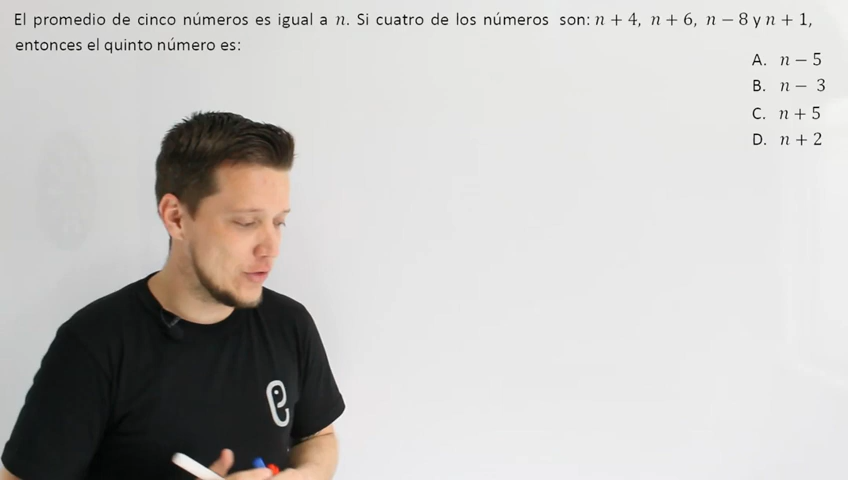 El promedio de cinco números es igual a n. Si cuatro de los números son: n + 4, n + 6, n − 8 y n + 1,
entonces el quinto número es:
A. n − 5
B. n − 3
C. n + 5
D. n + 2